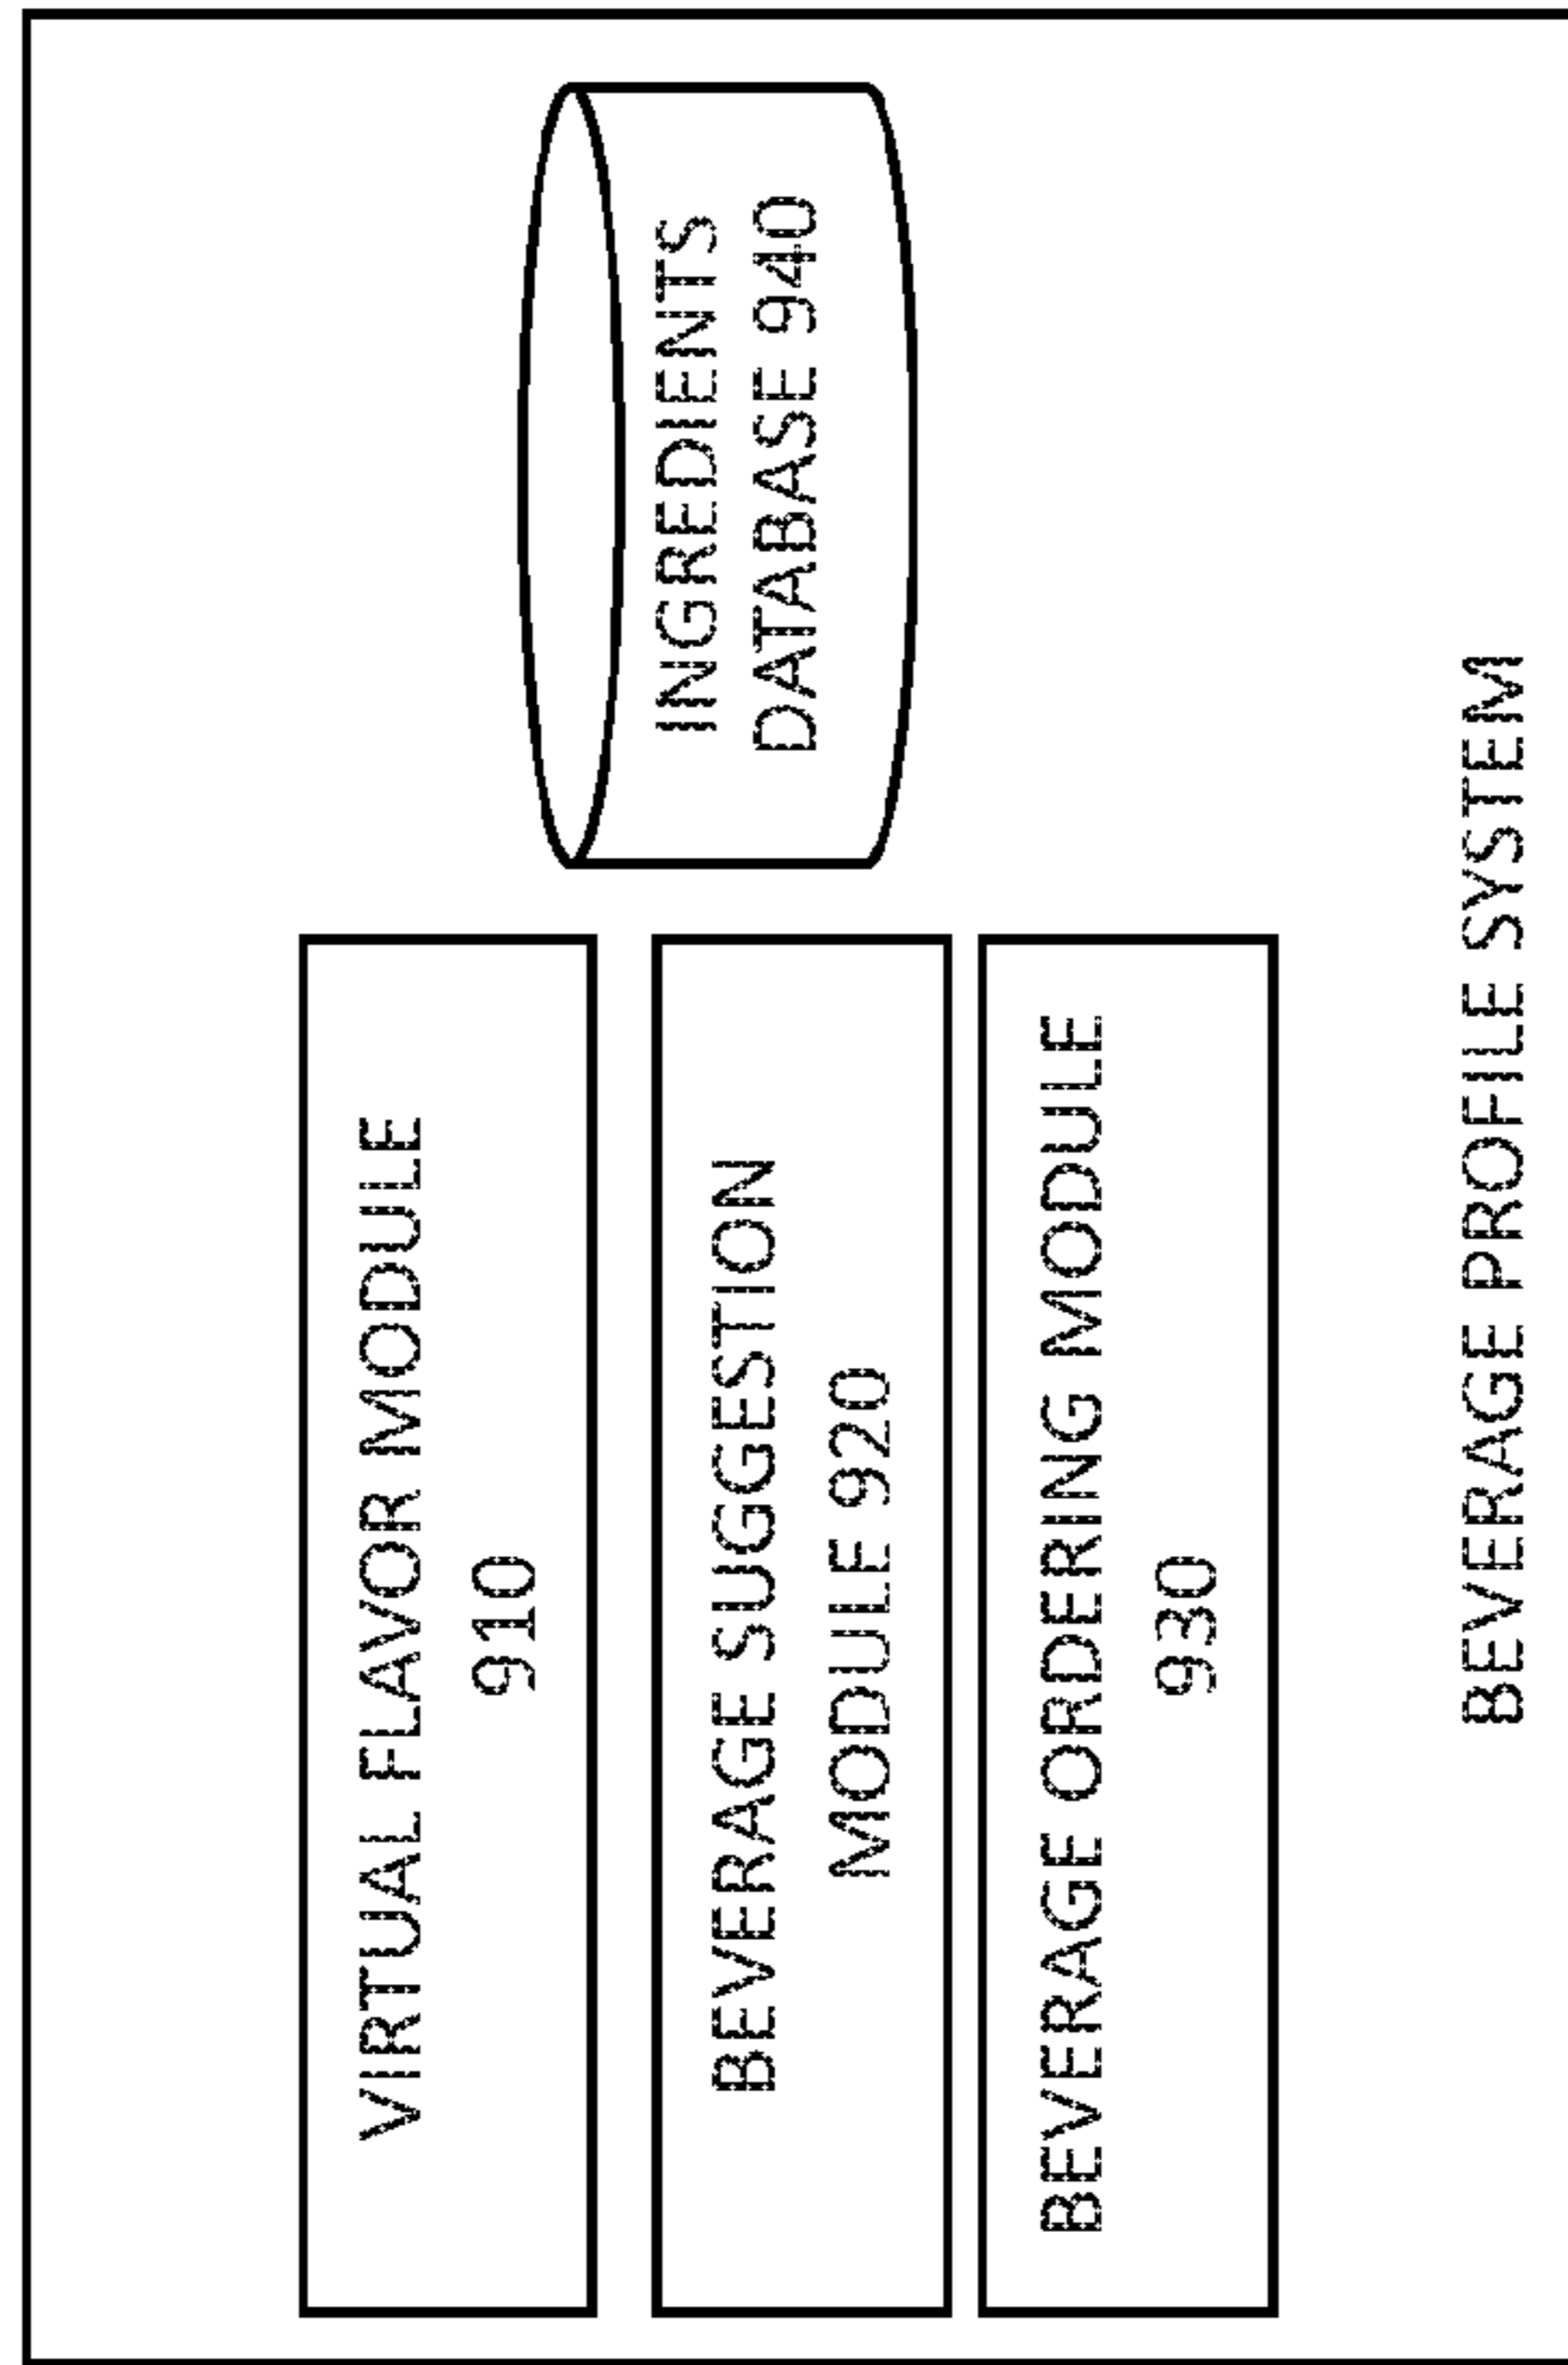 VIRTUAL FLAVOR MODULE
910
BEVERAGE SUGGESTION
MODULE 920
BEVERAGE ORDERING MODULE
930
INGREDIENTS
DATABASE 940
BEVERAGE PROFILE SYSTEM